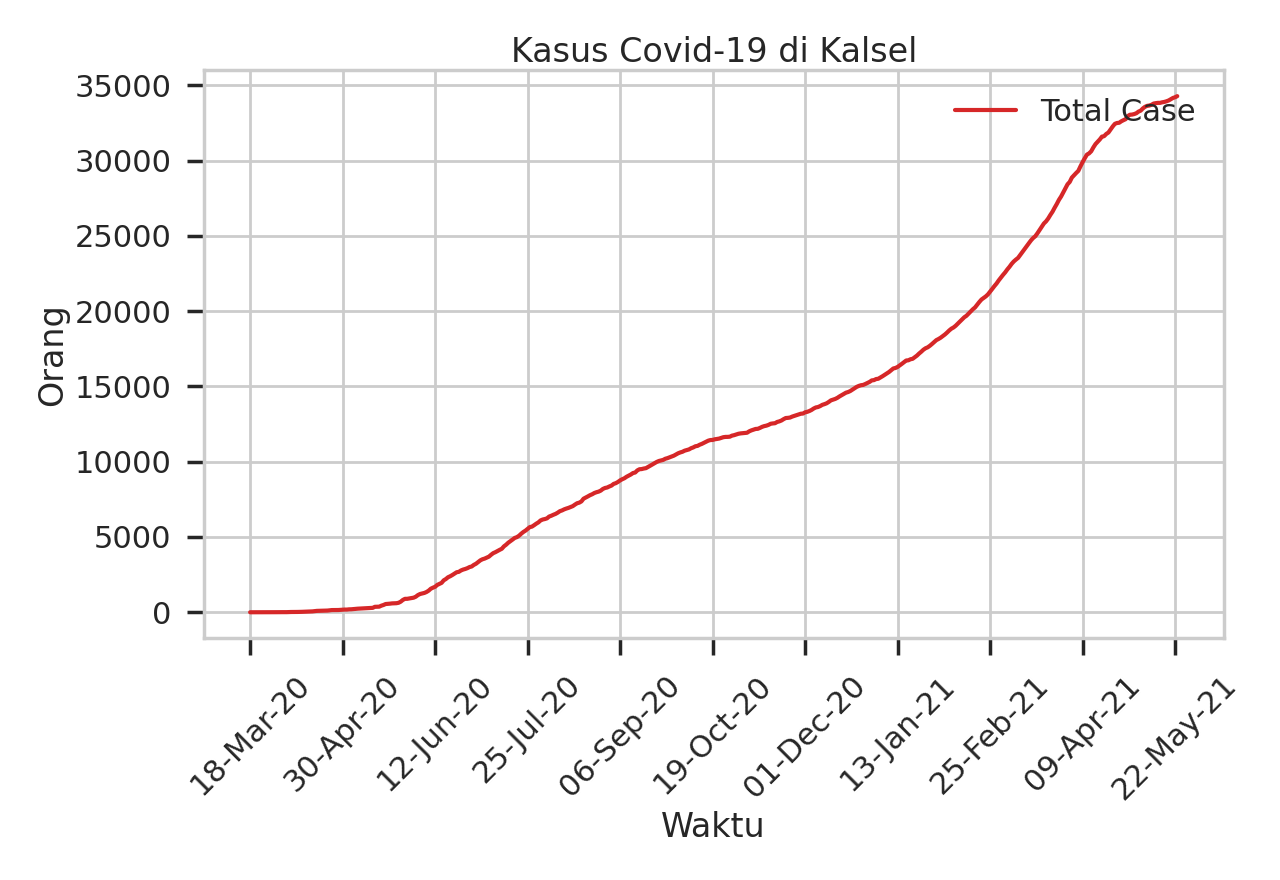 Kasus Covid-19 di Kalsel
Total Case
35000
30000
25000
20000
15000
10000
5000
0
Orang
18-Mar-20
30-Apr-20
12-Jun-20
25-Jul-20
06-Sep-20
19-Oct-20
01-Dec-20
13-Jan-21
25-Feb-21
09-Apr-21
22-May-21
Waktu